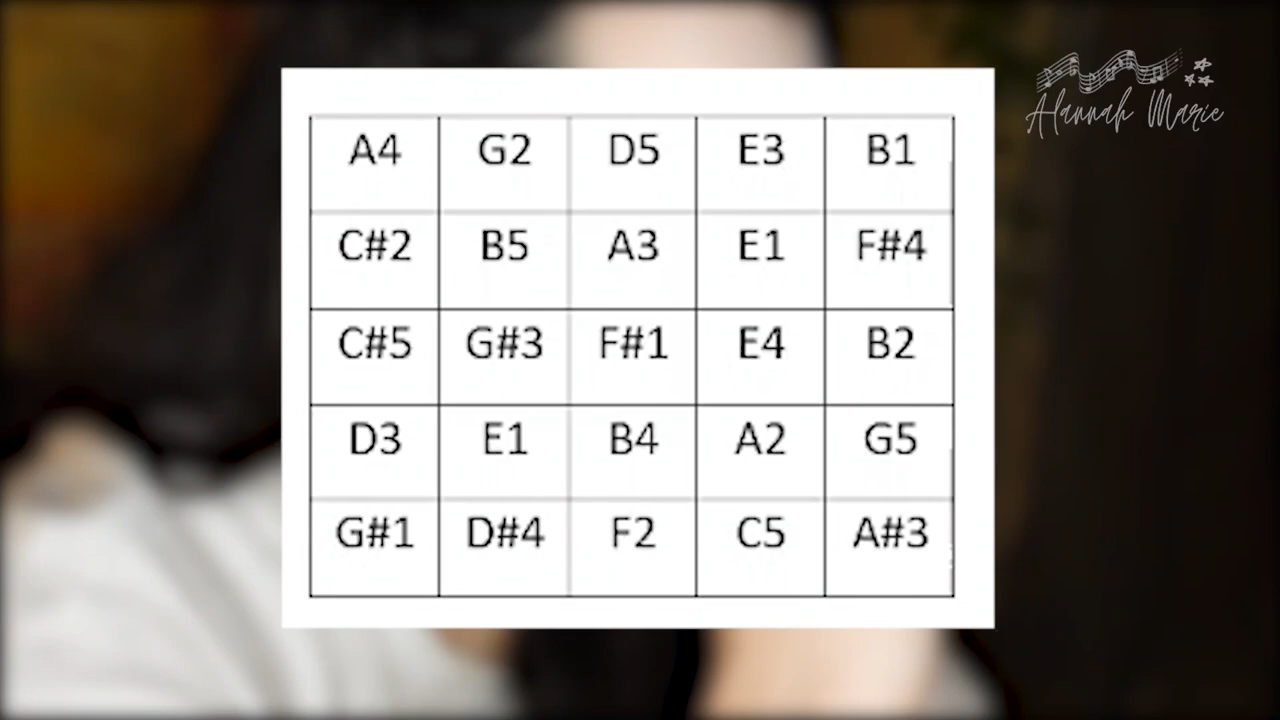 Alannah Marie
A4 G2 D5 E3 B1
C#2 B5 A3 E1 F#4
C#5 G#3 F#1 E4 B2
D3 E1 B4 A2 G5
G#1 D#4 F2 C5 A#3